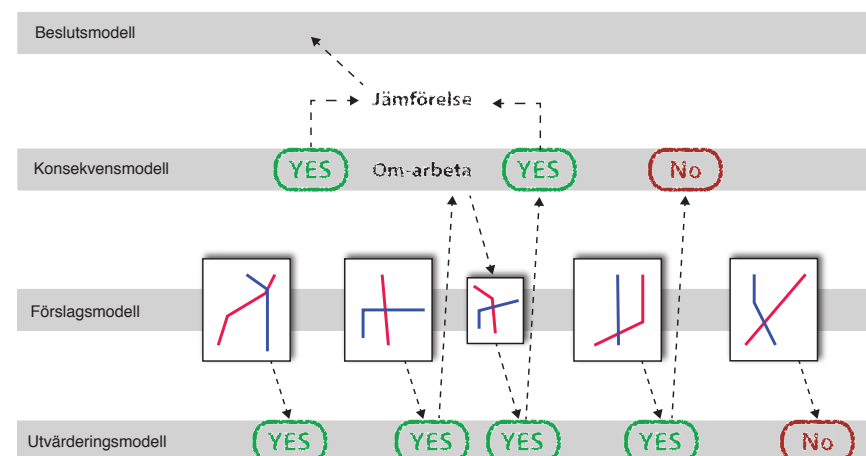 Beslutsmodell
Jämförelse
Konsekvensmodell
YES
Om-arbeta
YES
No
Förslagsmodell
Utvärderingsmodell
YES
YES
YES
YES
No